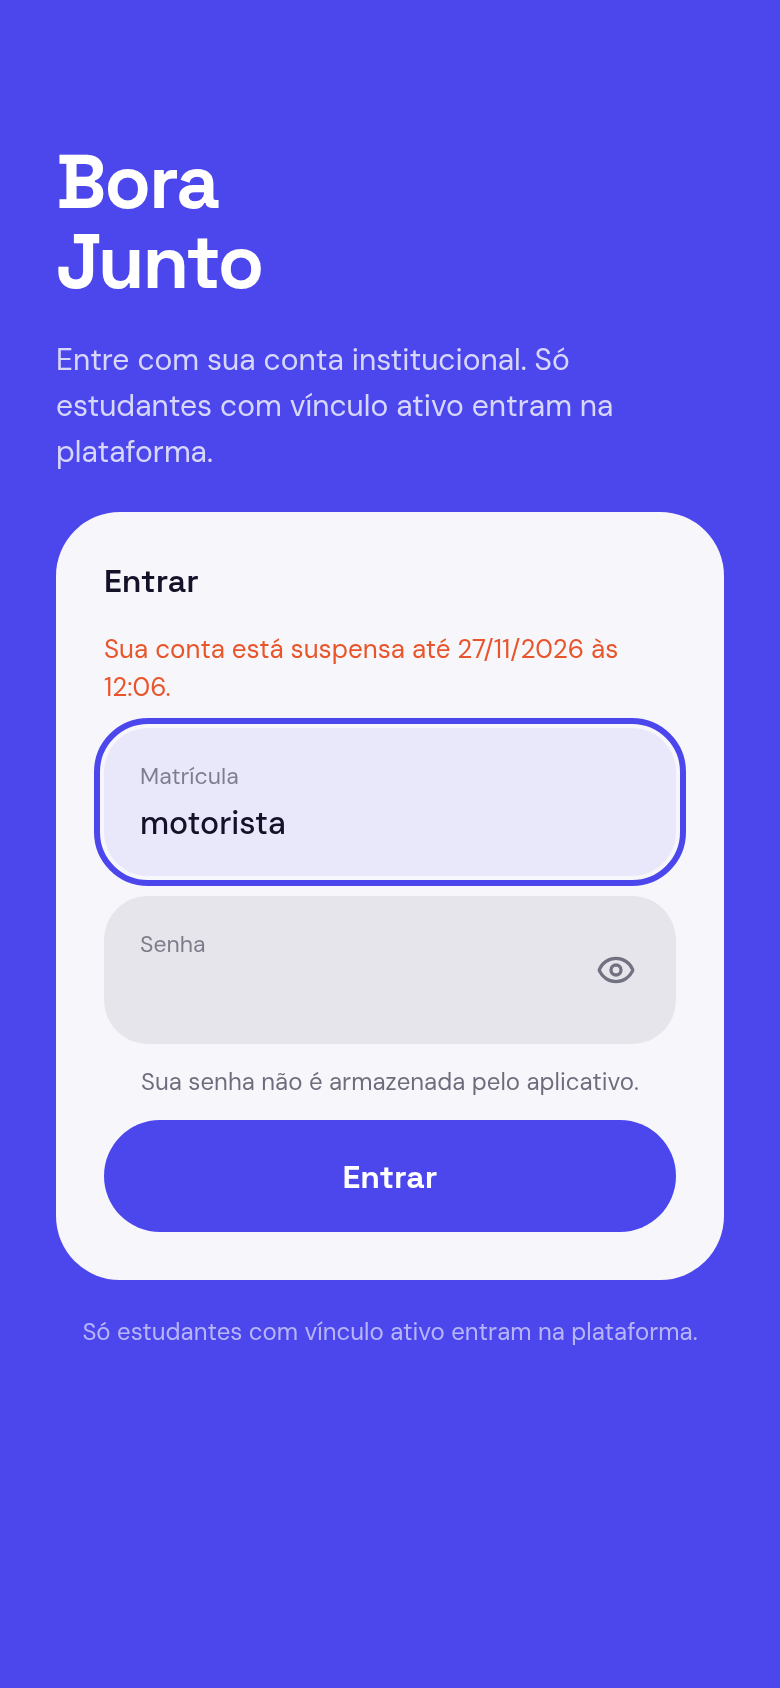 Bora
Junto
Entre com sua conta institucional. Só
estudantes com vínculo ativo entram na
plataforma.
Entrar
Sua conta está suspensa até 27/11/2026 às
12:06.
Matrícula
motorista
Senha
Sua senha não é armazenada pelo aplicativo.
Entrar
Só estudantes com vínculo ativo entram na plataforma.